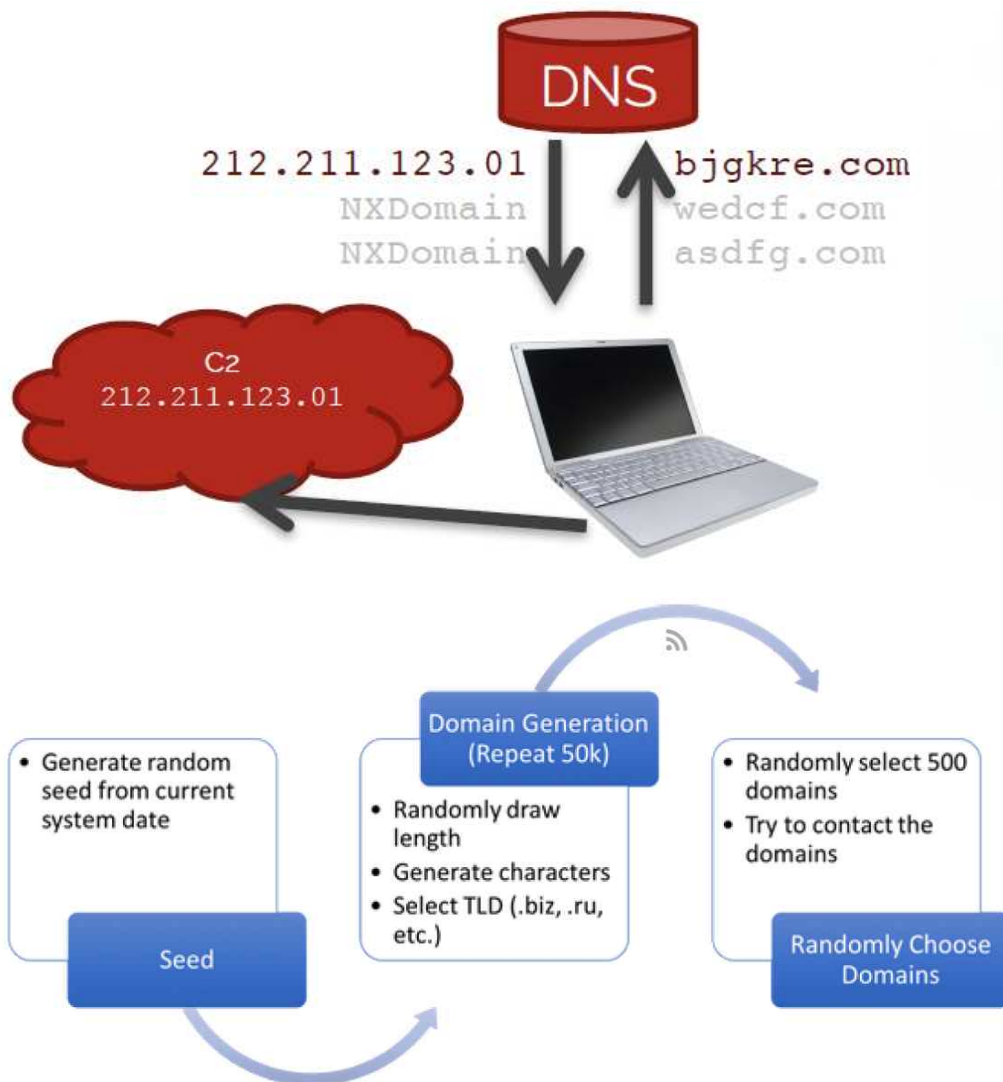 DNS
212.211.123.01
bjgkre.com
NXDomain
wedcf.com
NXDomain
asdfg.com
C2
212.211.123.01
• Generate random
seed from current
system date
Seed
Domain Generation
(Repeat 50k)
• Randomly draw
length
• Generate characters
• Select TLD (.biz, .ru,
etc.)
• Randomly select 500
domains
• Try to contact the
domains
Randomly Choose
Domains